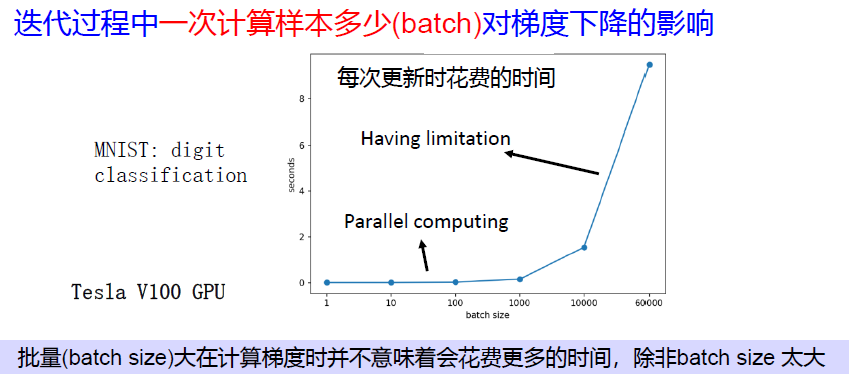 迭代过程中一次计算样本多少(batch)对梯度下降的影响
每次更新时花费的时间
Having limitation
MNIST: digit
classification
Parallel computing
Tesla V100 GPU
seconds
8
6
4
2
0
1 10 100 1000 10000 60000
batch size
批量(batch size)大在计算梯度时并不意味着会花费更多的时间，除非batch size 太大